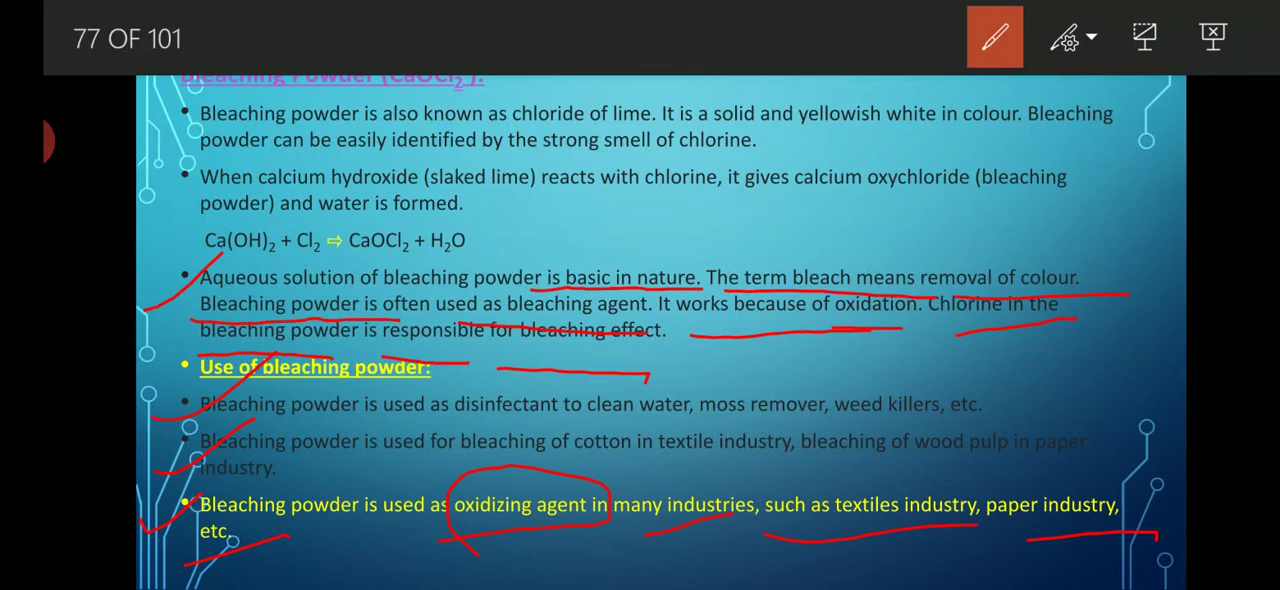 77 OF 101
Bleaching Powder (CaOCl₂ ):
• Bleaching powder is also known as chloride of lime. It is a solid and yellowish white in colour. Bleaching
powder can be easily identified by the strong smell of chlorine.
• When calcium hydroxide (slaked lime) reacts with chlorine, it gives calcium oxychloride (bleaching
powder) and water is formed.
Ca(OH)₂ + Cl₂ ⇨ CaOCl₂ + H₂O
• Aqueous solution of bleaching powder is basic in nature. The term bleach means removal of colour.
Bleaching powder is often used as bleaching agent. It works because of oxidation. Chlorine in the
bleaching powder is responsible for bleaching effect.
• Use of bleaching powder:
• Bleaching powder is used as disinfectant to clean water, moss remover, weed killers, etc.
• Bleaching powder is used for bleaching of cotton in textile industry, bleaching of wood pulp in paper
industry.
• Bleaching powder is used as oxidizing agent in many industries, such as textiles industry, paper industry,
etc.